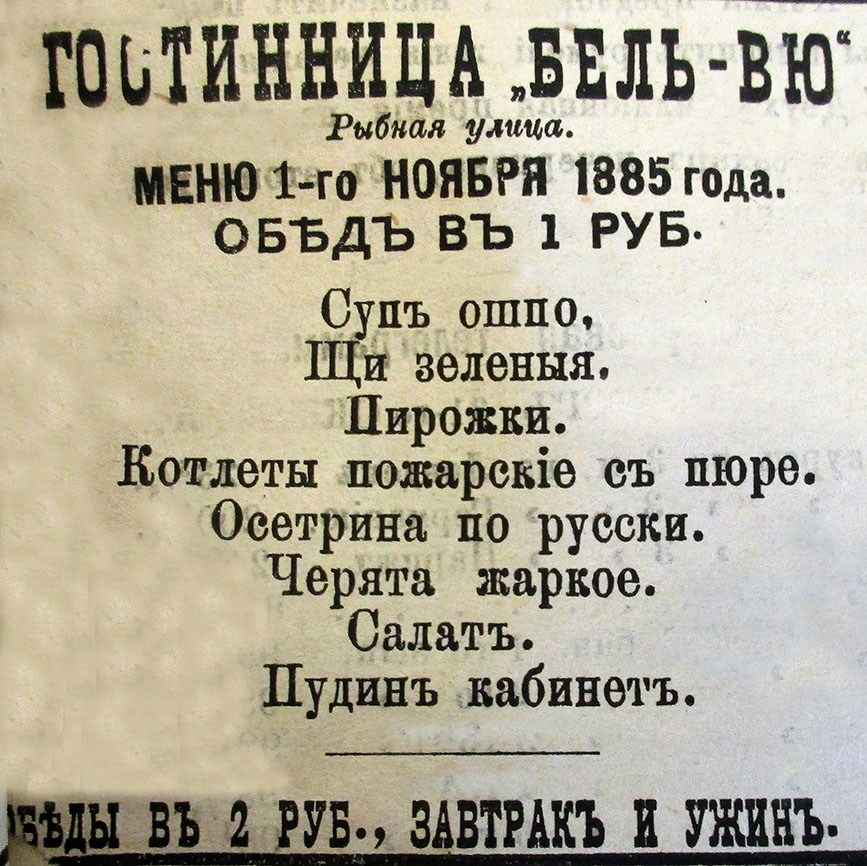 ГОСТИННИЦА „БЕЛЬ-ВЮ“
Рыбная улица.
МЕНЮ 1-го НОЯБРЯ 1885 года.
ОБѢДЪ ВЪ 1 РУБ.
Супъ ошпо,
Щи зеленыя.
Пирожки.
Котлеты пожарскіе съ пюре.
Осетрина по русски.
Черята жаркое.
Салатъ.
Пудинъ кабинетъ.
ОБѢДЫ ВЪ 2 РУБ., ЗАВТРАКЪ И УЖИНЪ.